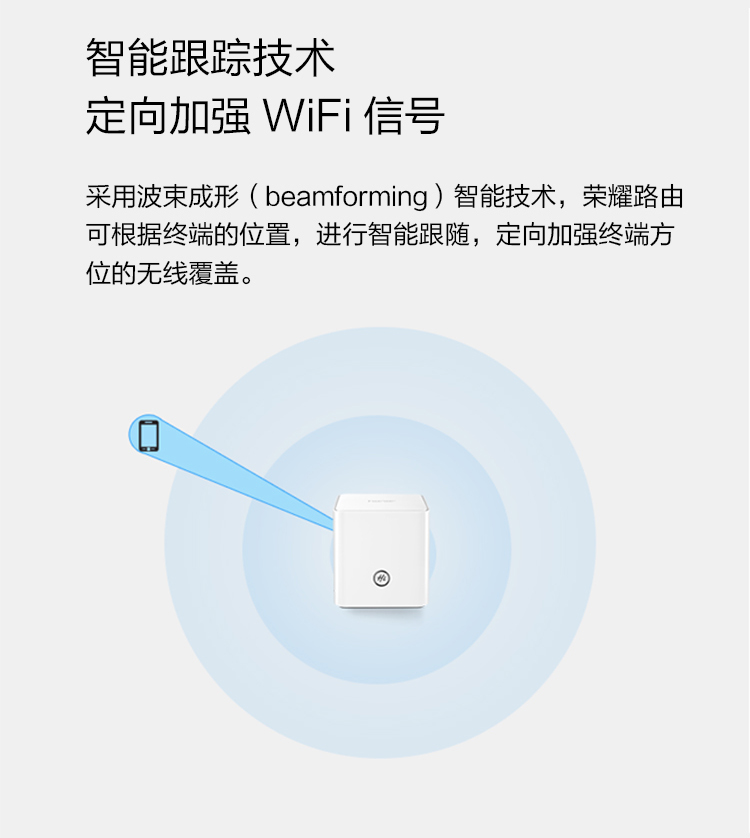 智能跟踪技术
定向加强 WiFi 信号
采用波束成形（beamforming）智能技术，荣耀路由
可根据终端的位置，进行智能跟随，定向加强终端方
位的无线覆盖。